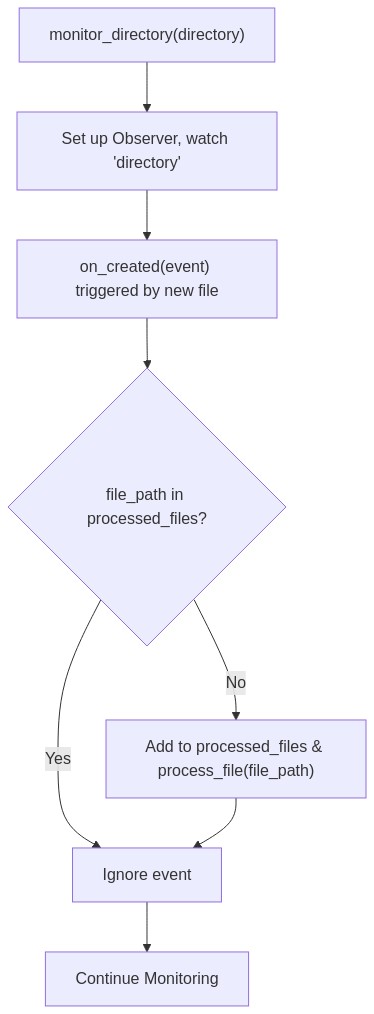 monitor_directory(directory)
Set up Observer, watch
'directory'
on_created(event)
triggered by new file
file_path in
processed_files?
No
Add to processed_files &
process_file(file_path)
Yes
Ignore event
Continue Monitoring